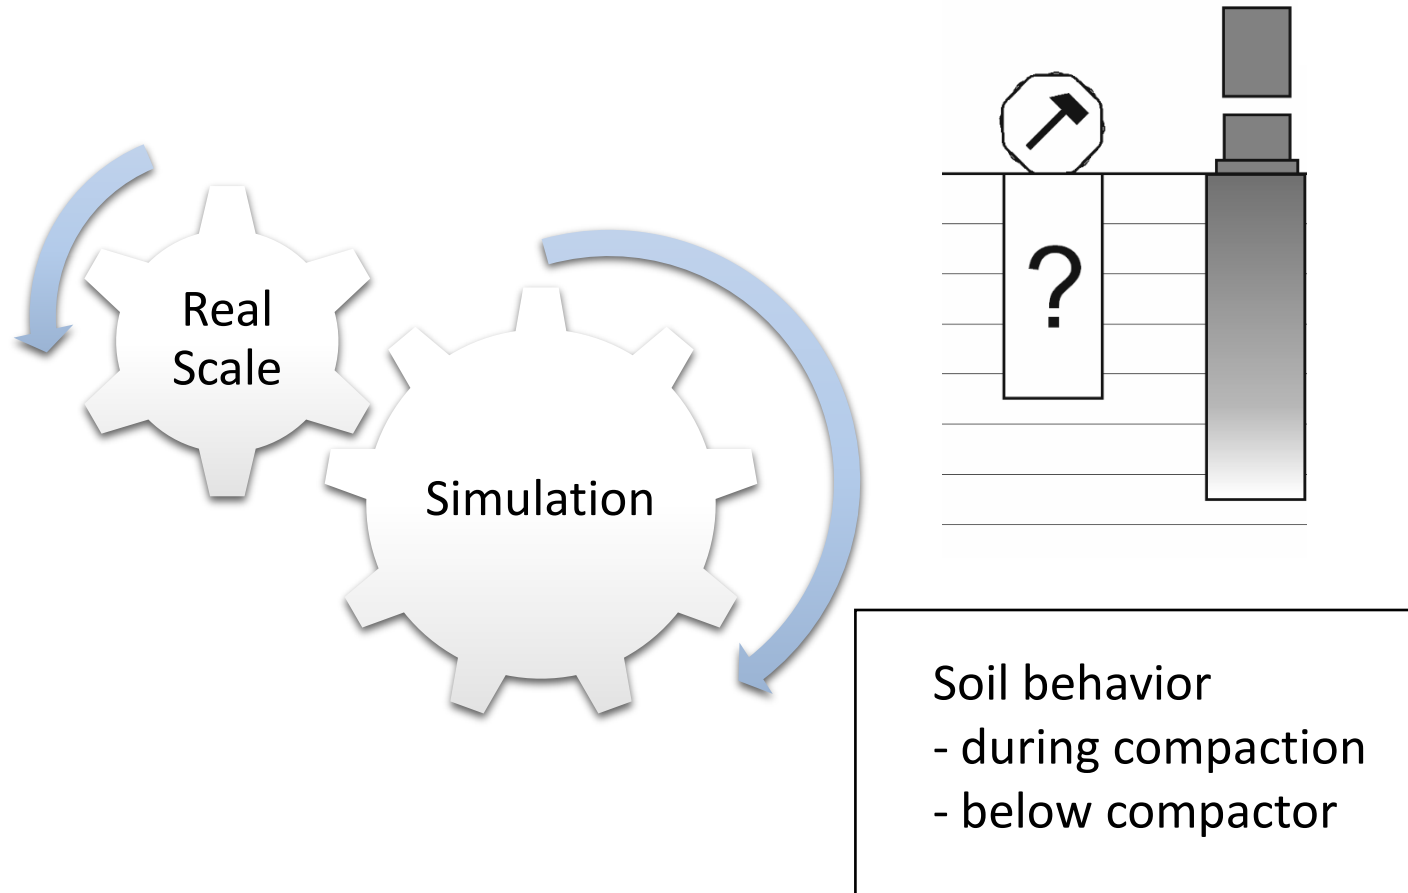 Real
Scale
Simulation
?
Soil behavior
- during compaction
- below compactor